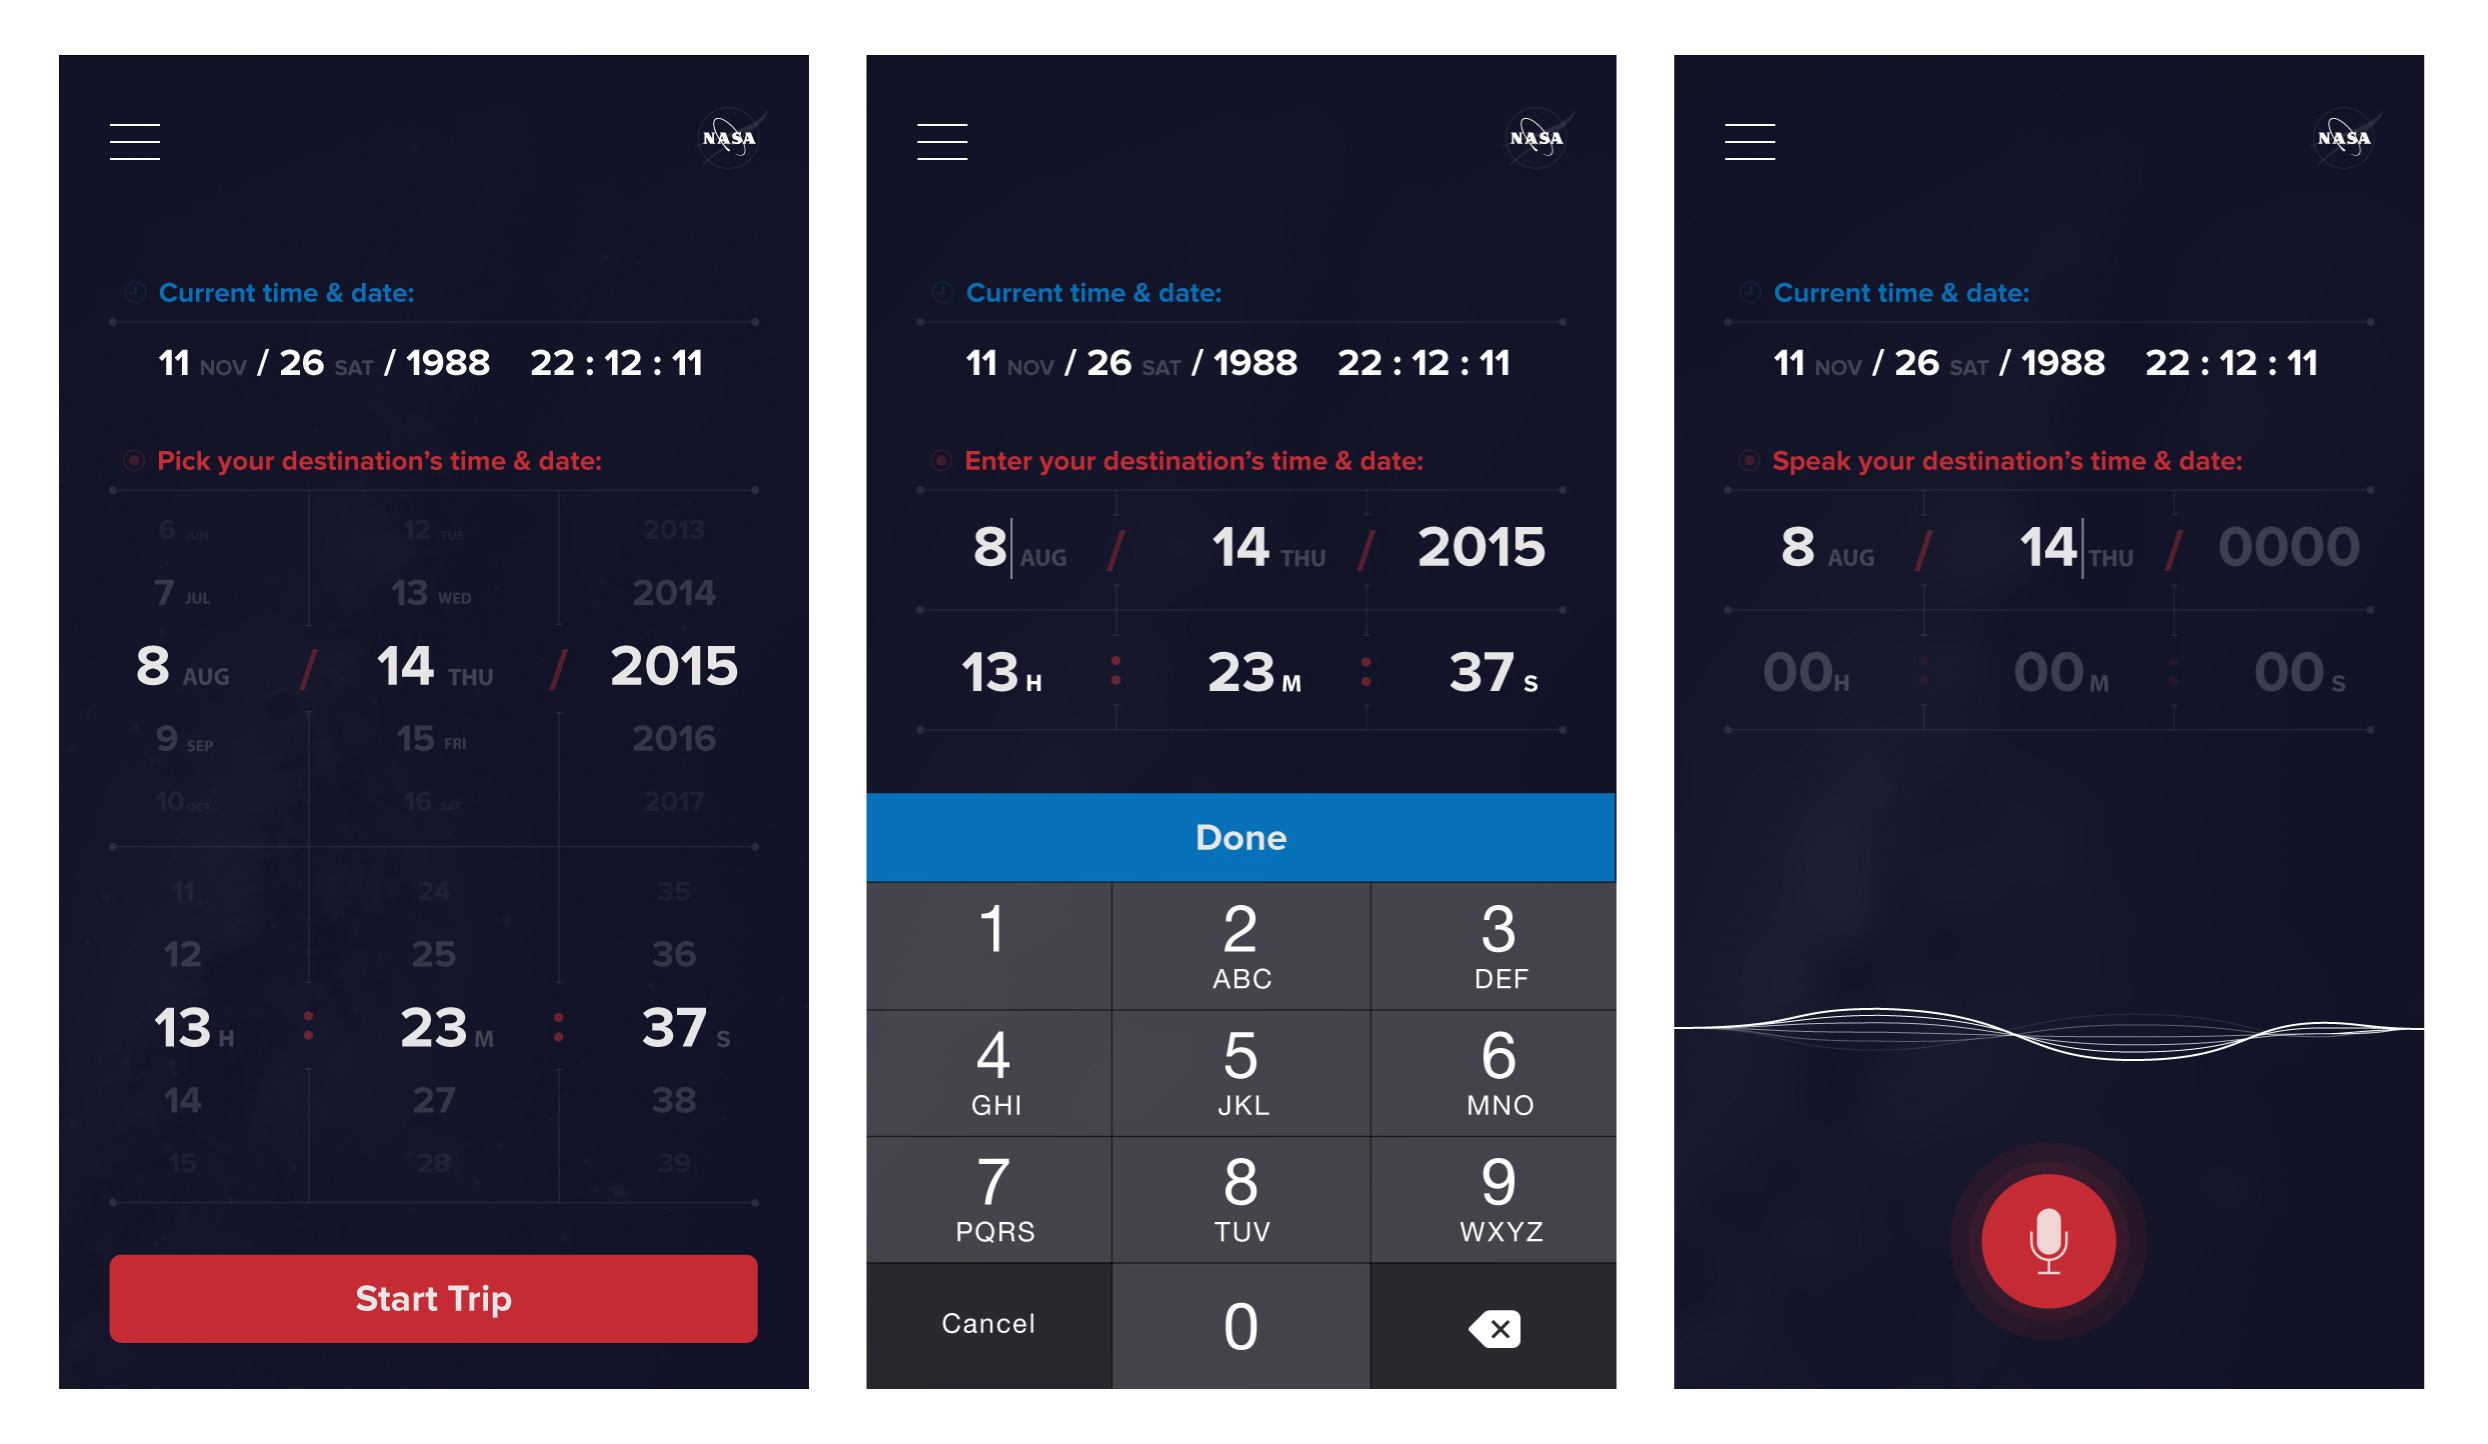 NASA
Current time & date:
11 NOV / 26 SAT / 1988 22 : 12 : 11
Pick your destination’s time & date:
6 JUN 12 TUE 2013
7 JUL 13 WED 2014
8 AUG / 14 THU / 2015
9 SEP 15 FRI 2016
10 OCT 16 SAT 2017
11 24 35
12 25 36
13 H : 23 M : 37 S
14 27 38
15 28 39
Start Trip
NASA
Current time & date:
11 NOV / 26 SAT / 1988 22 : 12 : 11
Enter your destination’s time & date:
8 AUG / 14 THU / 2015
13 H : 23 M : 37 S
Done
1 2 3
ABC DEF
4 5 6
GHI JKL MNO
7 8 9
PQRS TUV WXYZ
Cancel 0
NASA
Current time & date:
11 NOV / 26 SAT / 1988 22 : 12 : 11
Speak your destination’s time & date:
8 AUG / 14 THU / 0000
00 H : 00 M : 00 S